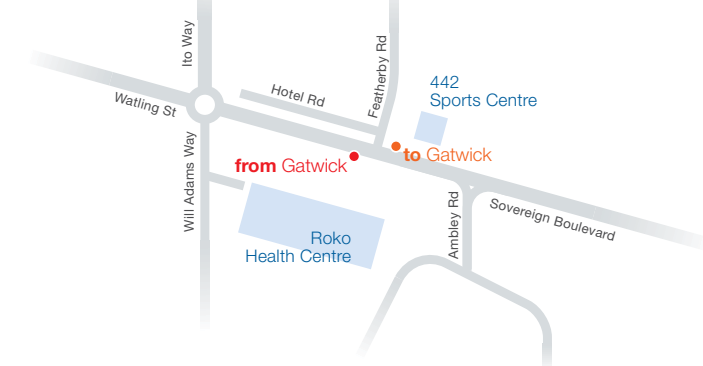 Ito Way
Featherby Rd
442
Sports Centre
Hotel Rd
Watling St
to Gatwick
from Gatwick
Will Adams Way
Ambley Rd
Sovereign Boulevard
Roko
Health Centre